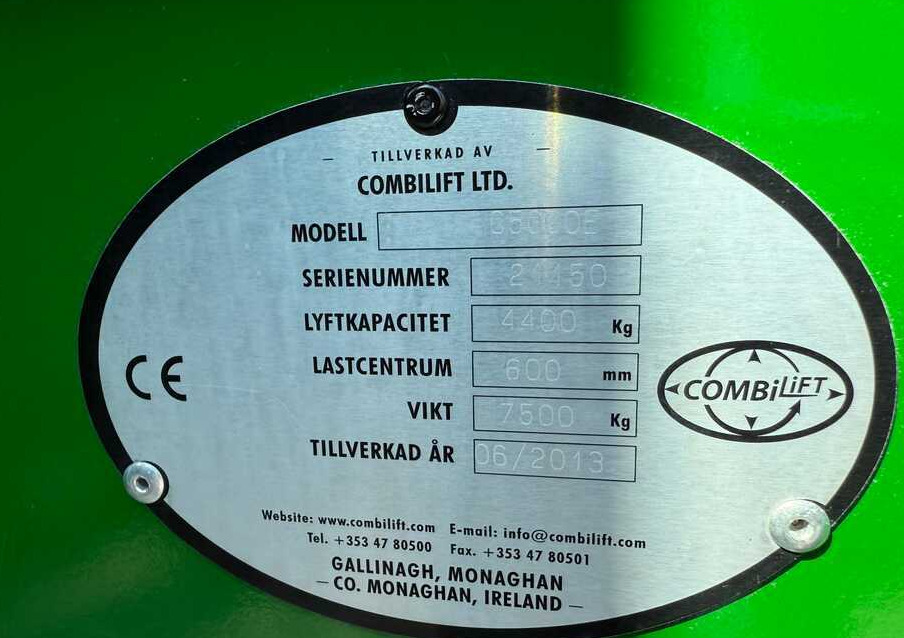 TILLVERKAD AV
COMBILIFT LTD.
MODELL
SERIENUMMER
LYFTKAPACITET 4400 Kg
LASTCENTRUM 600 mm
VIKT 7500 Kg
TILLVERKAD ÅR 06/2013
CE
COMBiLiFT
Website: www.combilift.com E-mail: info@combilift.com
Tel. +353 47 80500 Fax. +353 47 80501
GALLINAGH, MONAGHAN
– CO. MONAGHAN, IRELAND –